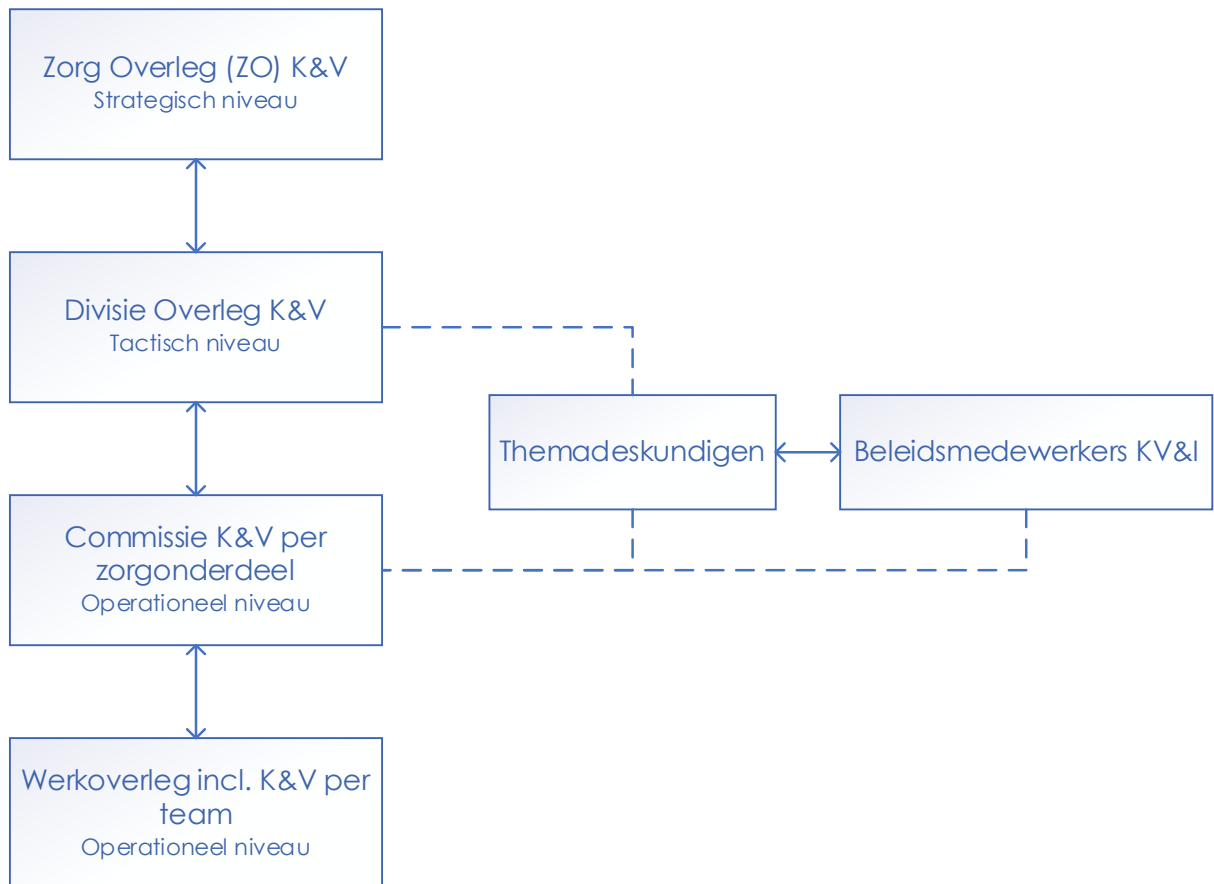 Zorg Overleg (ZO) K&V
Strategisch niveau
Divisie Overleg K&V
Tactisch niveau
Themadeskundigen
Beleidsmedewerkers KV&I
Commissie K&V per
zorgonderdeel
Operationeel niveau
Werkoverleg incl. K&V per
team
Operationeel niveau